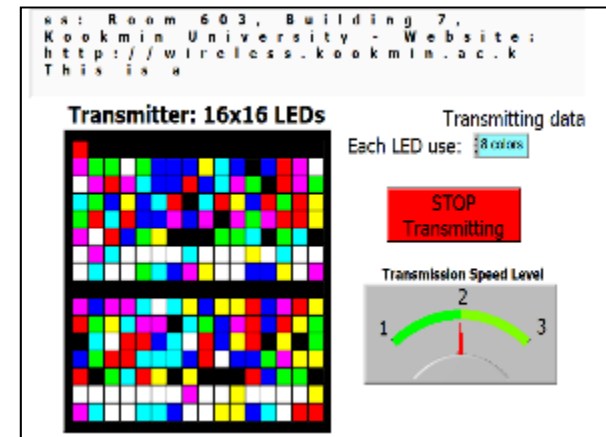 ss: Room 603, Building 7,
Kookmin University - Website:
http://wireless.kookmin.ac.k
This is a
Transmitter: 16x16 LEDs
Transmitting data
Each LED use: 8 colors
STOP
Transmitting
Transmission Speed Level
1 2 3